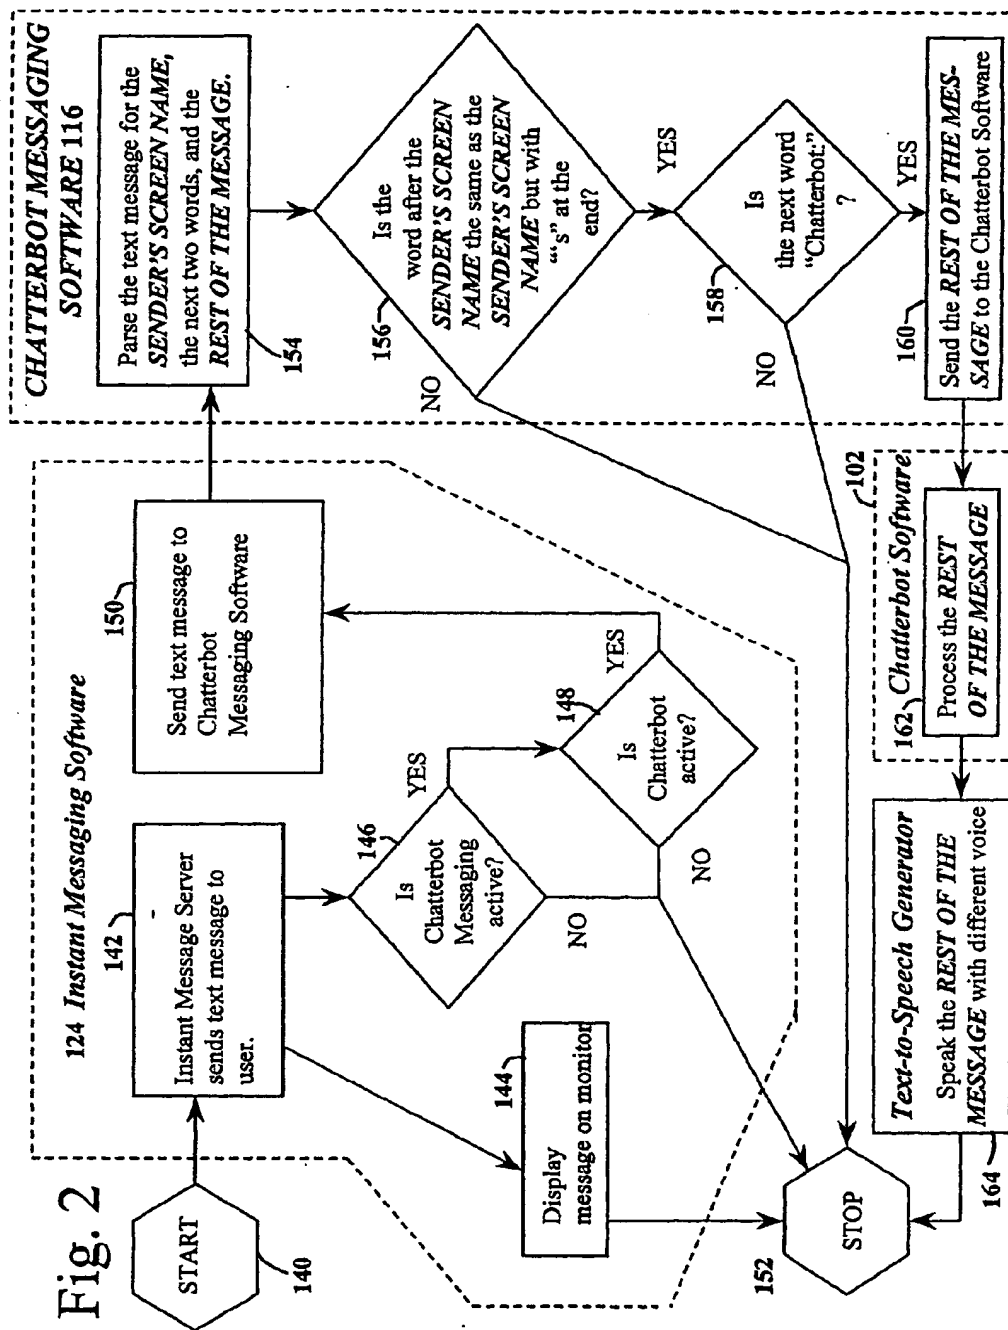 Fig. 2
START
140
124 Instant Messaging Software
142
Instant Message Server
sends text message to
user.
144
Display
message on monitor
146
Is
Chatterbot
Messaging
active?
YES
NO
148
Is
Chatterbot
active?
YES
NO
150
Send text message to
Chatterbot
Messaging Software
152
STOP
CHATTERBOT MESSAGING
SOFTWARE 116
Parse the text message for the
SENDER'S SCREEN NAME,
the next two words, and the
REST OF THE MESSAGE.
154
156
Is the
word after the
SENDER'S SCREEN
NAME the same as the
SENDER'S SCREEN
NAME but with
"'s" at the
end?
NO
YES
158
Is
the next word
"Chatterbot:"
?
NO
YES
160
Send the REST OF THE MES-
SAGE to the Chatterbot Software
102
162 Chatterbot Software
Process the REST
OF THE MESSAGE
Text-to-Speech Generator
Speak the REST OF THE
MESSAGE with different voice
164